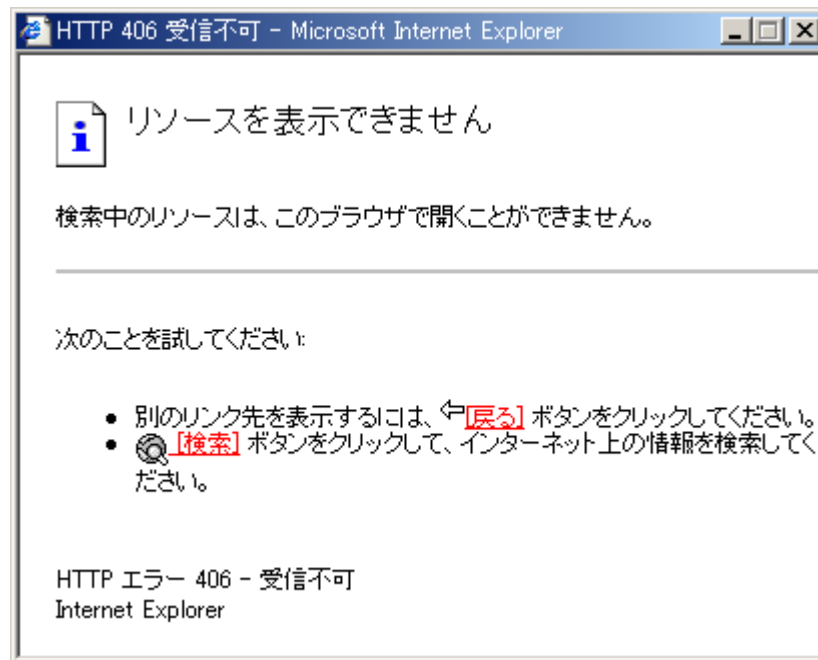 HTTP 406 受信不可 - Microsoft Internet Explorer
リソースを表示できません
検索中のリソースは、このブラウザで開くことができません。
次のことを試してください:
別のリンク先を表示するには、[戻る] ボタンをクリックしてください。
[検索] ボタンをクリックして、インターネット上の情報を検索してく
ださい。
HTTP エラー 406 - 受信不可
Internet Explorer